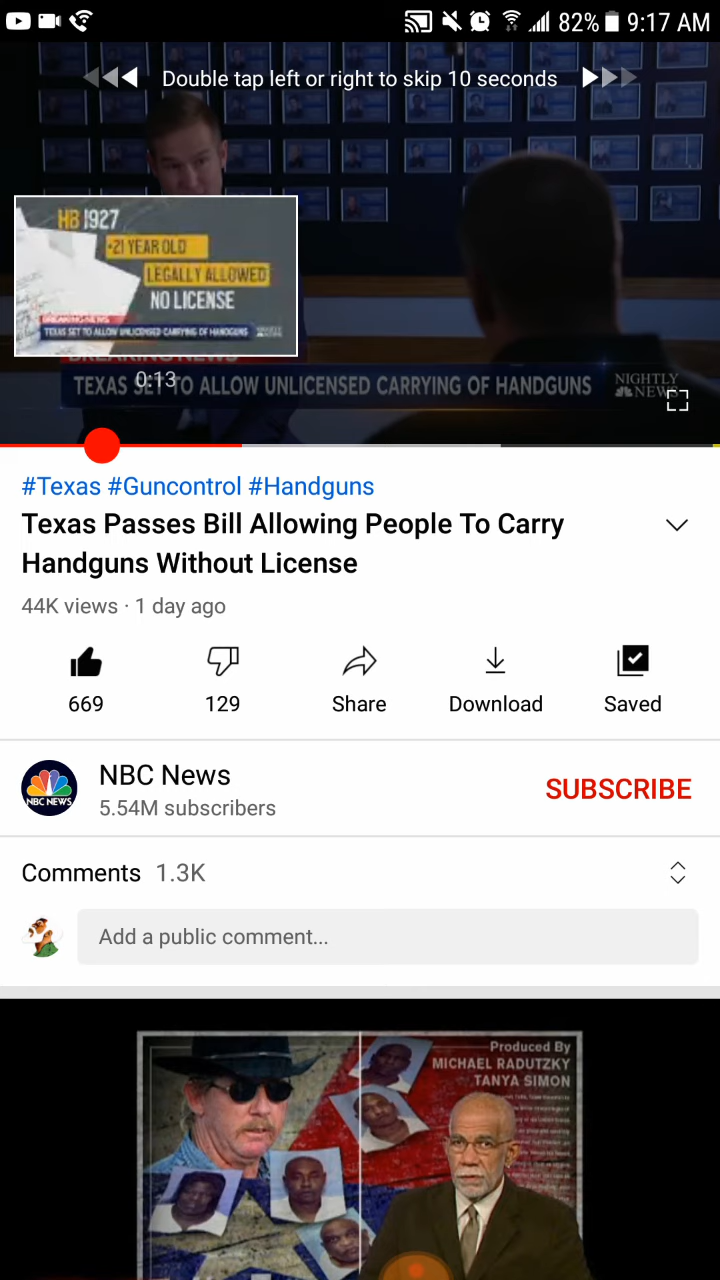 82% 9:17 AM
Double tap left or right to skip 10 seconds
HB 1927
•21 YEAR OLD
LEGALLY ALLOWED
NO LICENSE
BREAKING NEWS
TEXAS SET TO ALLOW UNLICENSED CARRYING OF HANDGUNS
BREAKING NEWS
0:13
TEXAS SET TO ALLOW UNLICENSED CARRYING OF HANDGUNS
NIGHTLY
NEWS
#Texas #Guncontrol #Handguns
Texas Passes Bill Allowing People To Carry
Handguns Without License
44K views · 1 day ago
669
129
Share
Download
Saved
NBC NEWS
NBC News
5.54M subscribers
SUBSCRIBE
Comments 1.3K
Add a public comment...
Produced By
MICHAEL RADUTZKY
TANYA SIMON